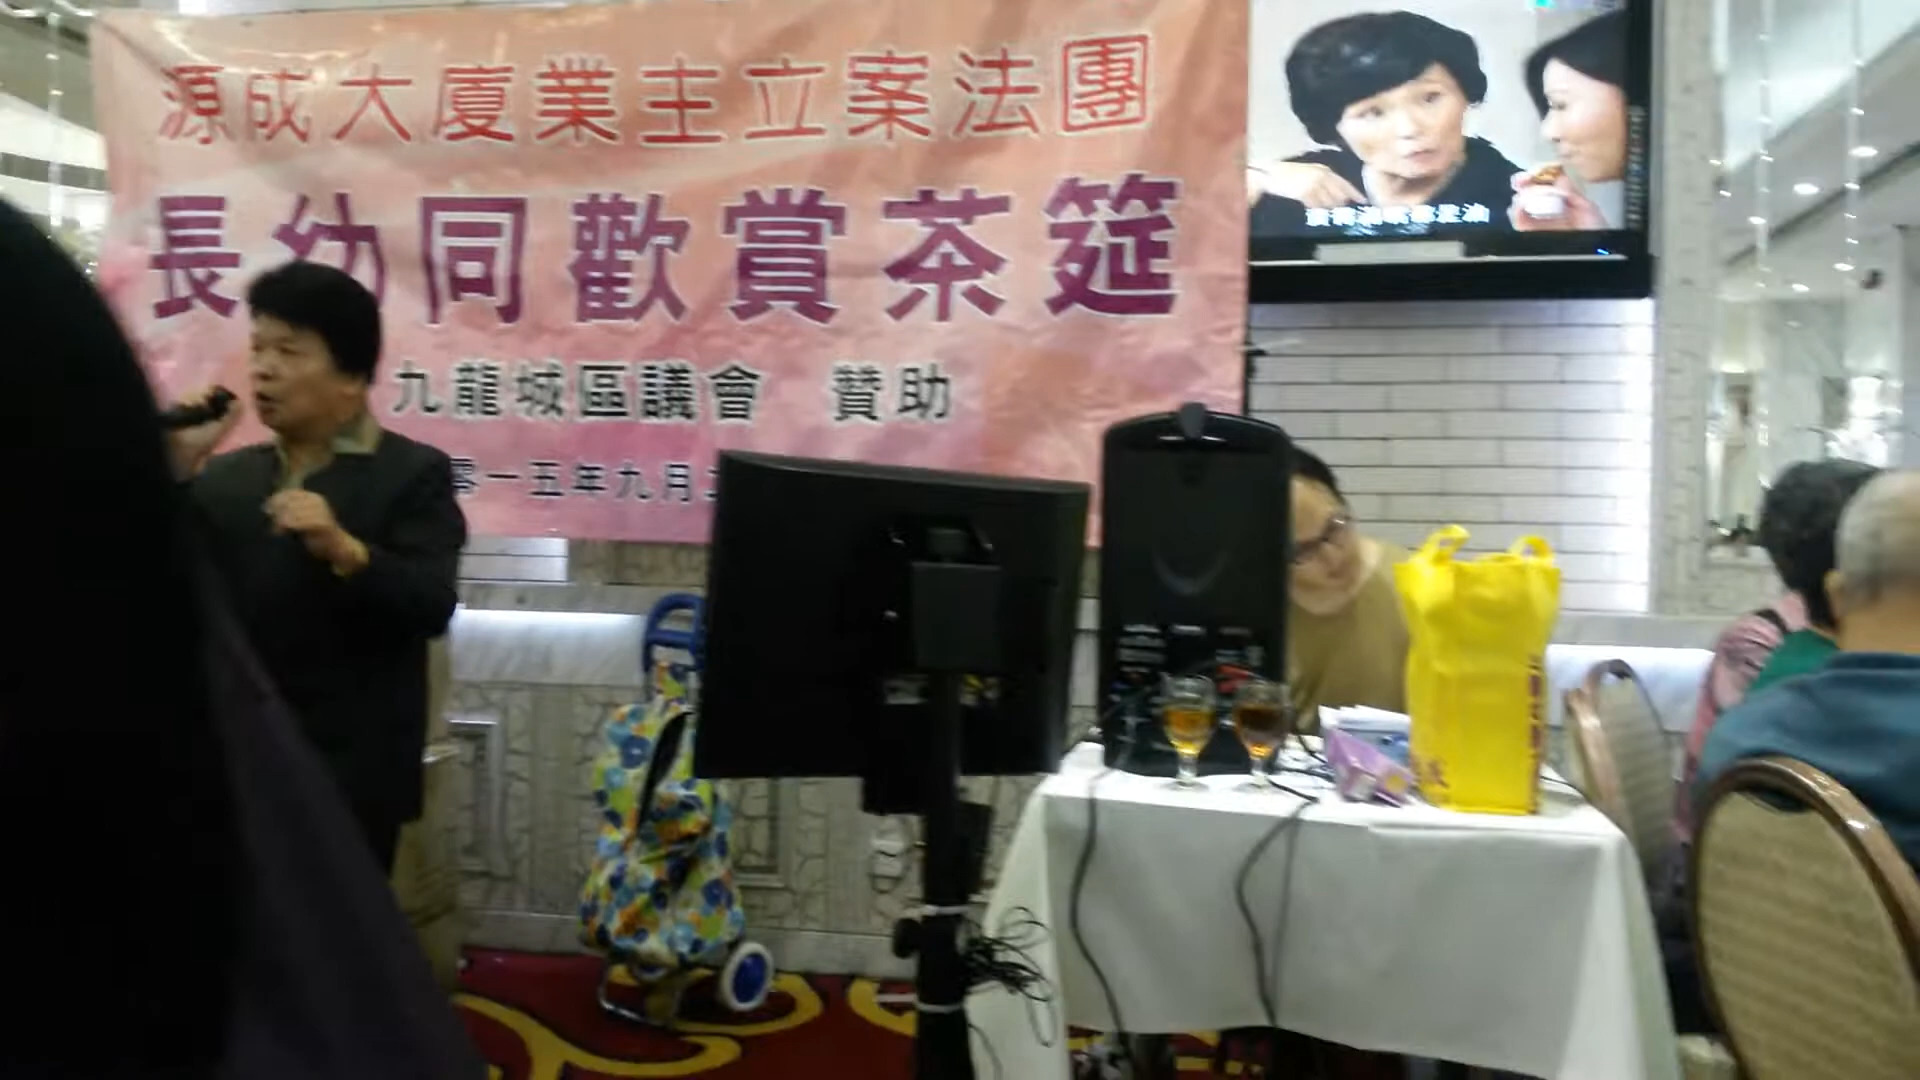 源成大廈業主立案法團
長幼同歡賞茶筵
九龍城區議會 贊助
零一五年九月